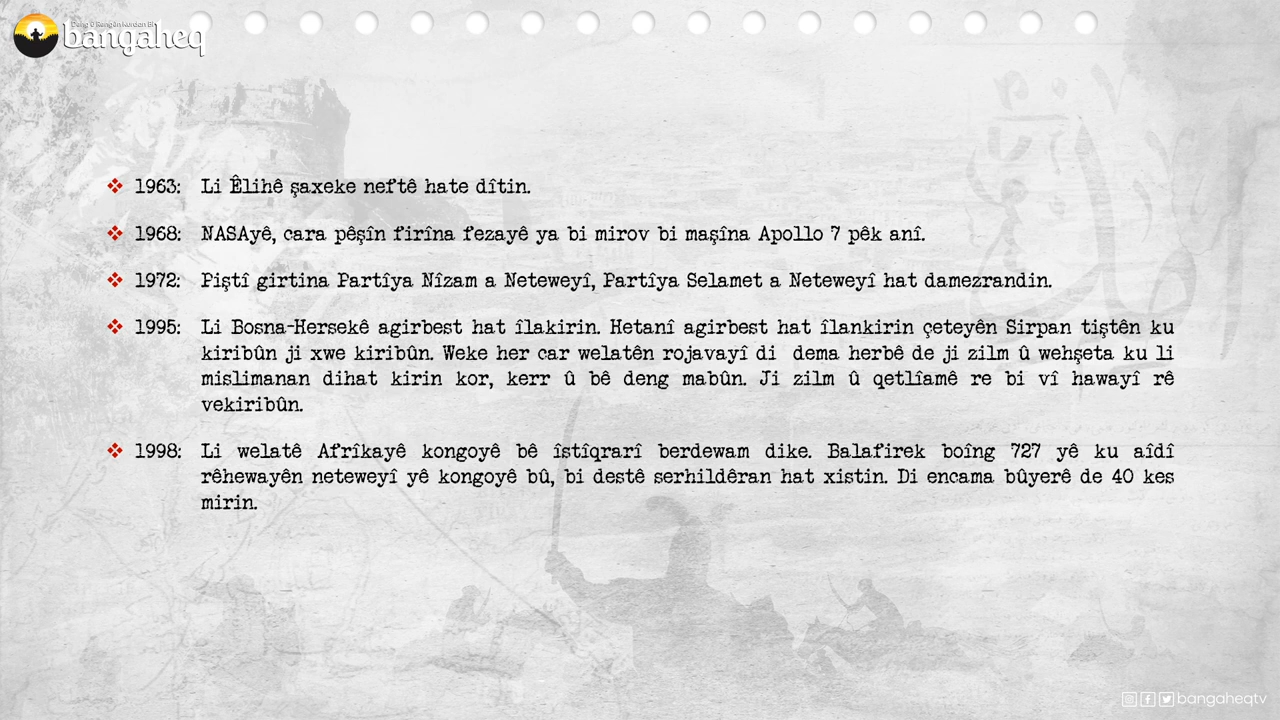 Deng û Rengên Kurdan Bi
bangaheq
❖ 1963: Li Êlihê şaxeke neftê hate dîtin.
❖ 1968: NASAyê, cara pêşîn firîna fezayê ya bi mirov bi maşîna Apollo 7 pêk anî.
❖ 1972: Piştî girtina Partîya Nîzam a Neteweyî, Partîya Selamet a Neteweyî hat damezrandin.
❖ 1995: Li Bosna-Hersekê agirbest hat îlakirin. Hetanî agirbest hat îlankirin çeteyên Sirpan tiştên ku
kiribûn ji xwe kiribûn. Weke her car welatên rojavayî di dema herbê de ji zilm û wehşeta ku li
mislimanan dihat kirin kor, kerr û bê deng mabûn. Ji zilm û qetlîamê re bi vî hawayî rê
vekiribûn.
❖ 1998: Li welatê Afrîkayê kongoyê bê îstîqrarî berdewam dike. Balafirek boîng 727 yê ku aîdî
rêhewayên neteweyî yê kongoyê bû, bi destê serhildêran hat xistin. Di encama bûyerê de 40 kes
mirin.
bangaheqtv